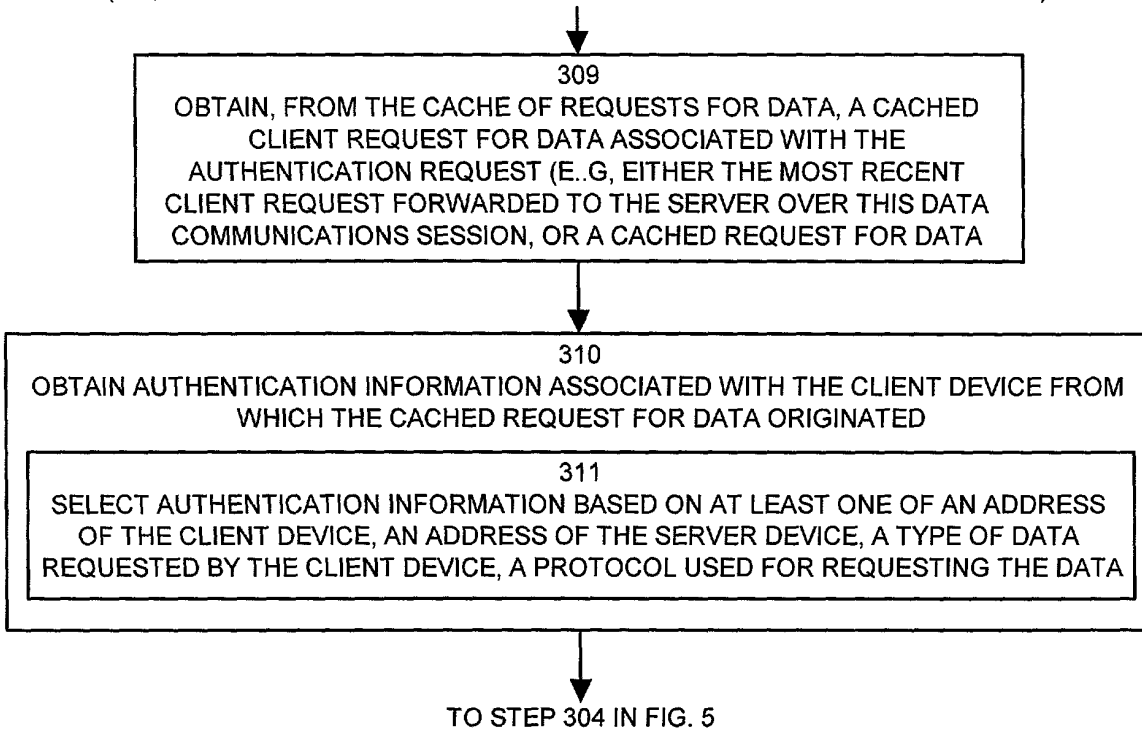 309
OBTAIN, FROM THE CACHE OF REQUESTS FOR DATA, A CACHED
CLIENT REQUEST FOR DATA ASSOCIATED WITH THE
AUTHENTICATION REQUEST (E..G, EITHER THE MOST RECENT
CLIENT REQUEST FORWARDED TO THE SERVER OVER THIS DATA
COMMUNICATIONS SESSION, OR A CACHED REQUEST FOR DATA
310
OBTAIN AUTHENTICATION INFORMATION ASSOCIATED WITH THE CLIENT DEVICE FROM
WHICH THE CACHED REQUEST FOR DATA ORIGINATED
311
SELECT AUTHENTICATION INFORMATION BASED ON AT LEAST ONE OF AN ADDRESS
OF THE CLIENT DEVICE, AN ADDRESS OF THE SERVER DEVICE, A TYPE OF DATA
REQUESTED BY THE CLIENT DEVICE, A PROTOCOL USED FOR REQUESTING THE DATA
TO STEP 304 IN FIG. 5